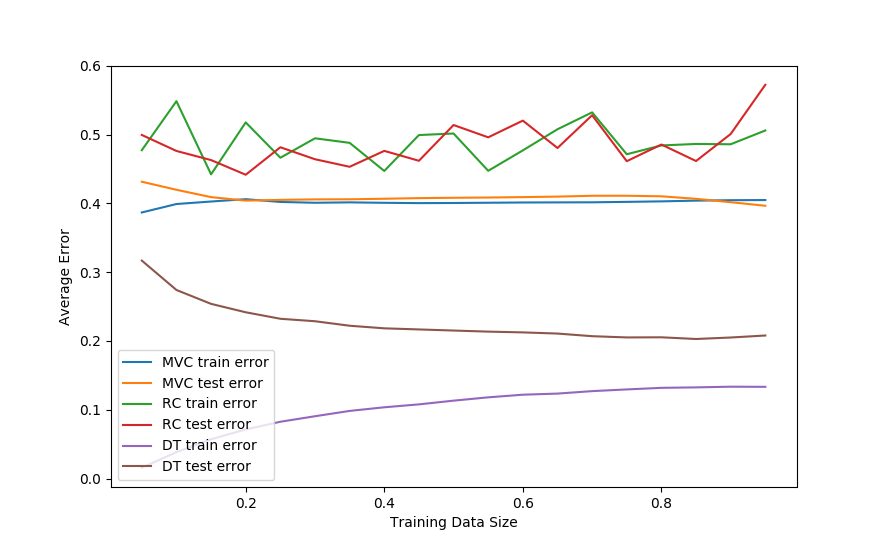 0.6
0.5
0.4
0.3
0.2
0.1
0.0
Average Error
MVC train error
MVC test error
RC train error
RC test error
DT train error
DT test error
0.2
0.4
0.6
0.8
Training Data Size